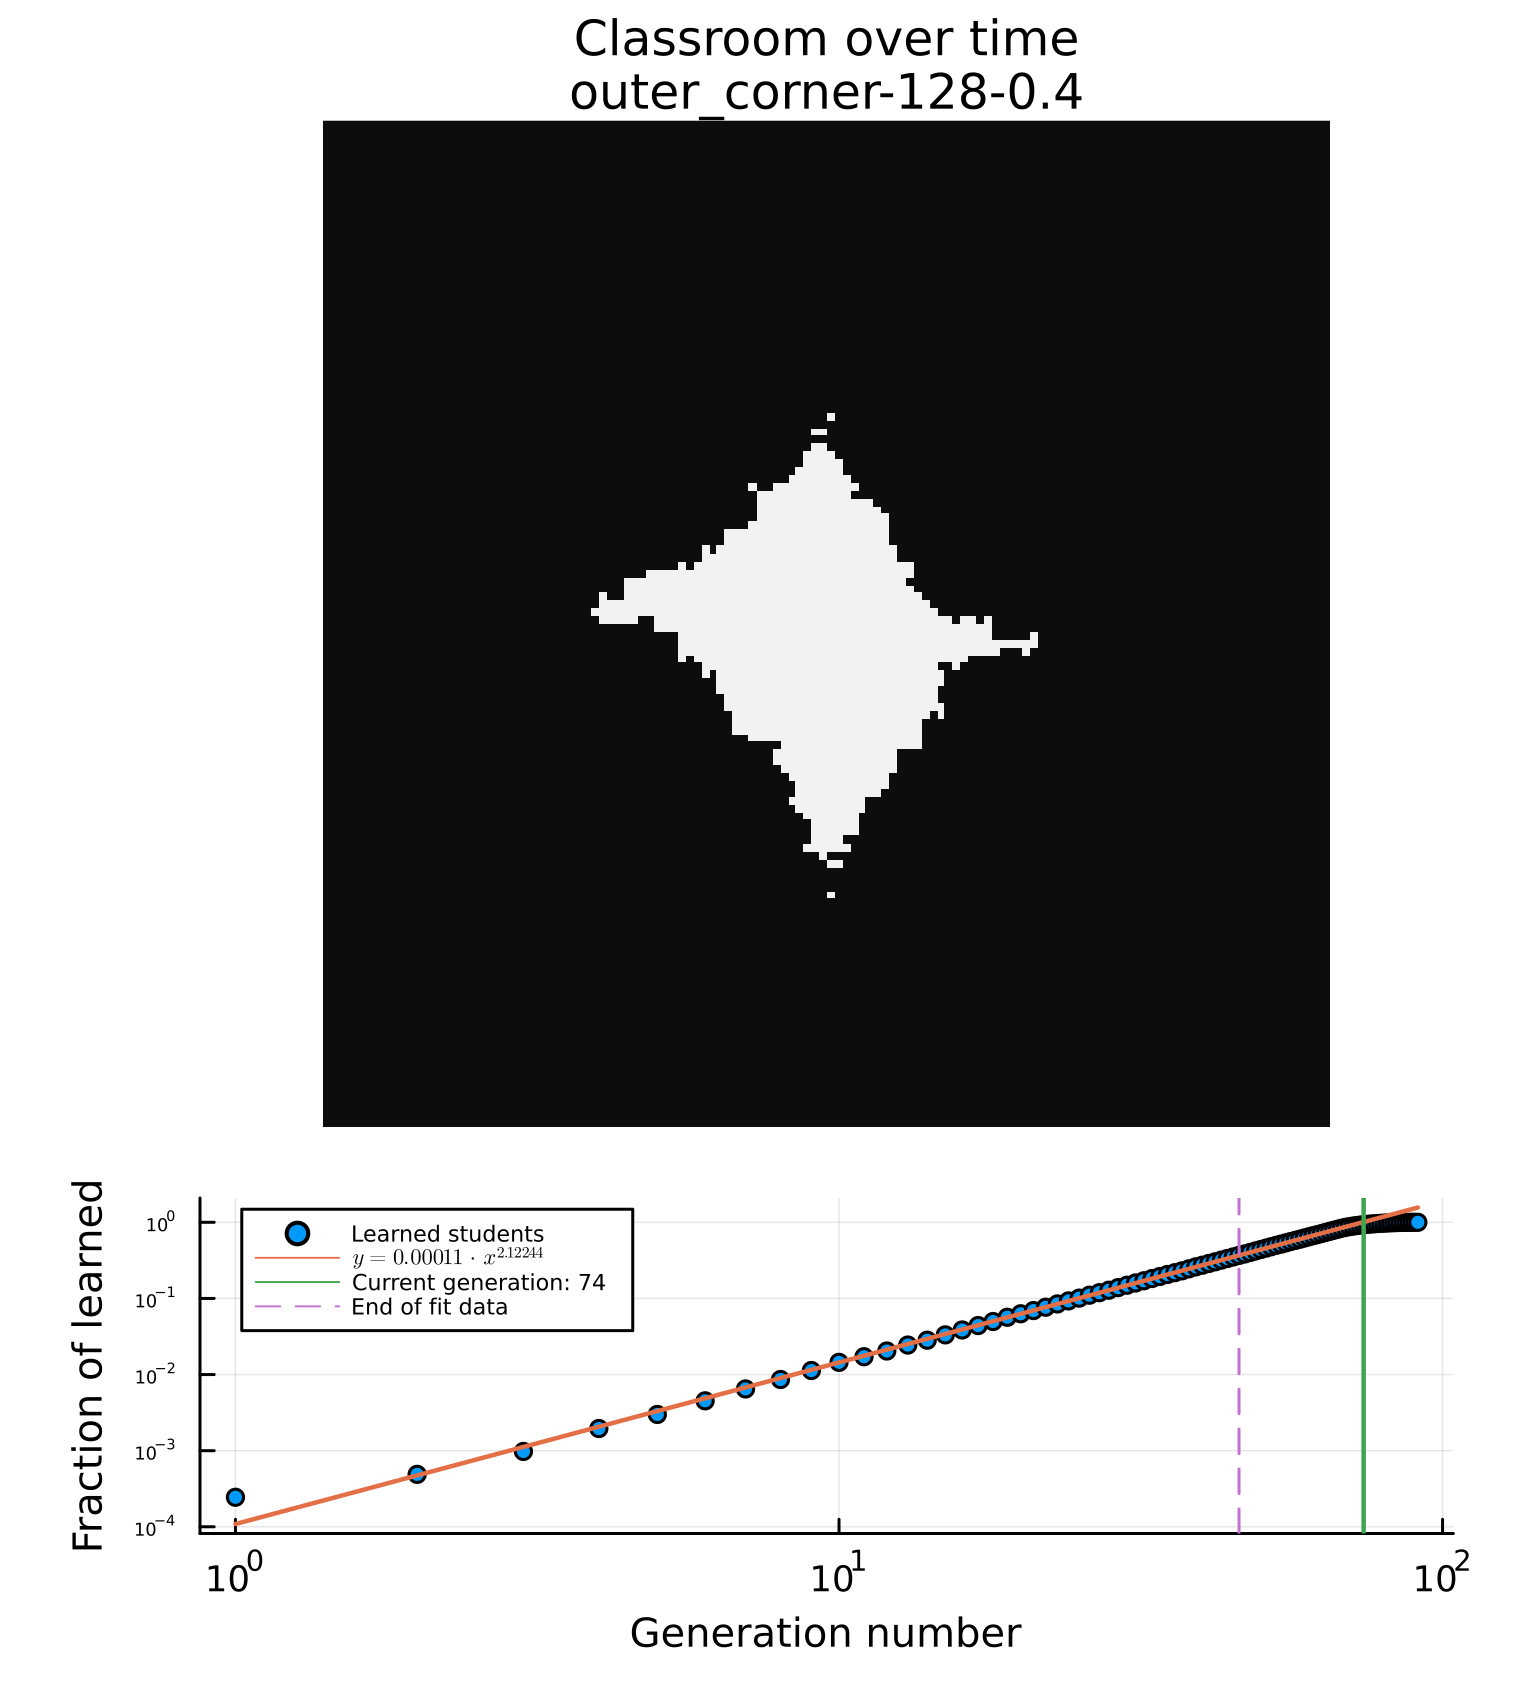 Classroom over time
outer_corner-128-0.4
Fraction of learned
10^0
10^-1
10^-2
10^-3
10^-4
Learned students
y = 0.00011 · x^2.12244
Current generation: 74
End of fit data
10^0
10^1
10^2
Generation number